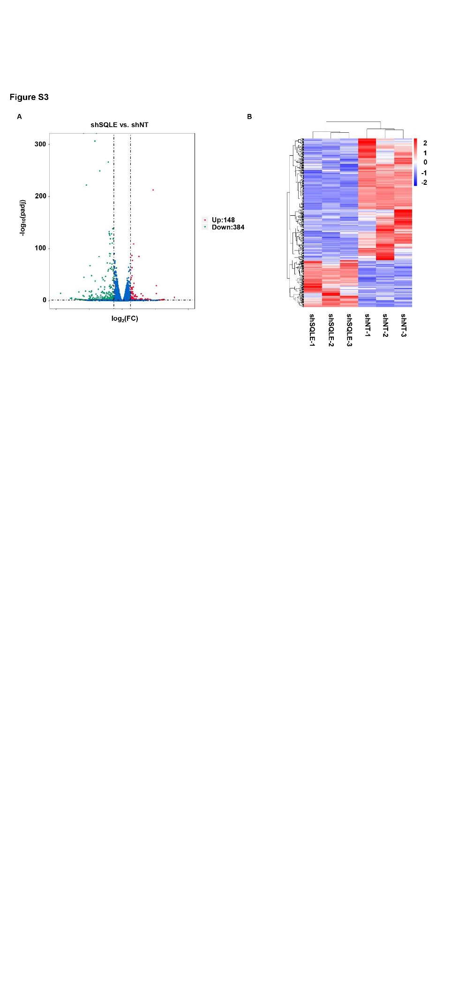 Figure S3
A
B
shSQLE vs. shNT
300
200
100
0
-log10(padj)
log2(FC)
Up:148
Down:384
2
1
0
-1
-2
shSQLE-1
shSQLE-2
shSQLE-3
shNT-1
shNT-2
shNT-3